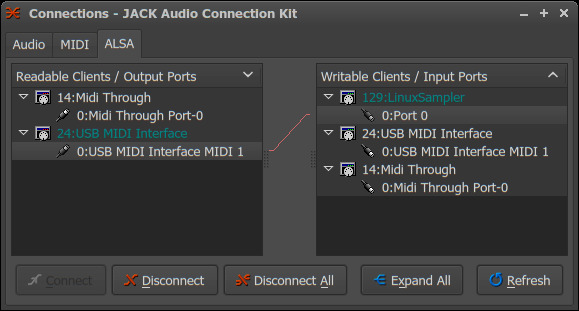 Connections - JACK Audio Connection Kit
Audio MIDI ALSA
Readable Clients / Output Ports
14:Midi Through
0:Midi Through Port-0
24:USB MIDI Interface
0:USB MIDI Interface MIDI 1
Writable Clients / Input Ports
129:LinuxSampler
0:Port 0
24:USB MIDI Interface
0:USB MIDI Interface MIDI 1
14:Midi Through
0:Midi Through Port-0
Connect Disconnect Disconnect All Expand All Refresh